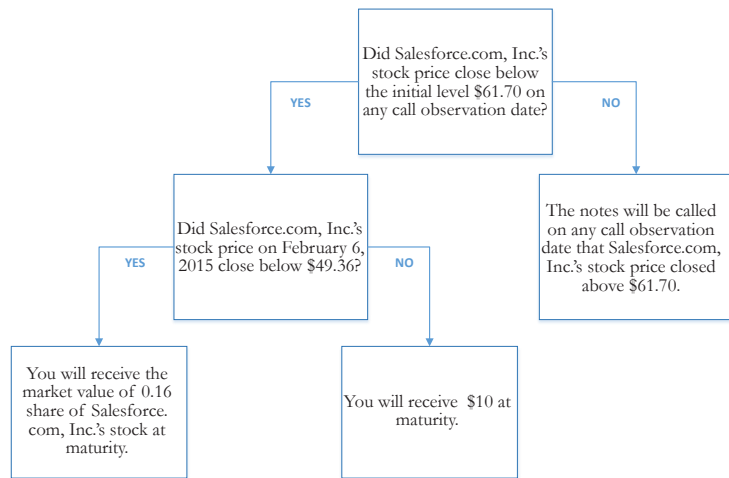 Did Salesforce.com, Inc.'s
stock price close below
the initial level $61.70 on
any call observation date?
YES
NO
Did Salesforce.com, Inc.'s
stock price on February 6,
2015 close below $49.36?
The notes will be called
on any call observation
date that Salesforce.com,
Inc.'s stock price closed
above $61.70.
YES
NO
You will receive the
market value of 0.16
share of Salesforce.
com, Inc.'s stock at
maturity.
You will receive $10 at
maturity.